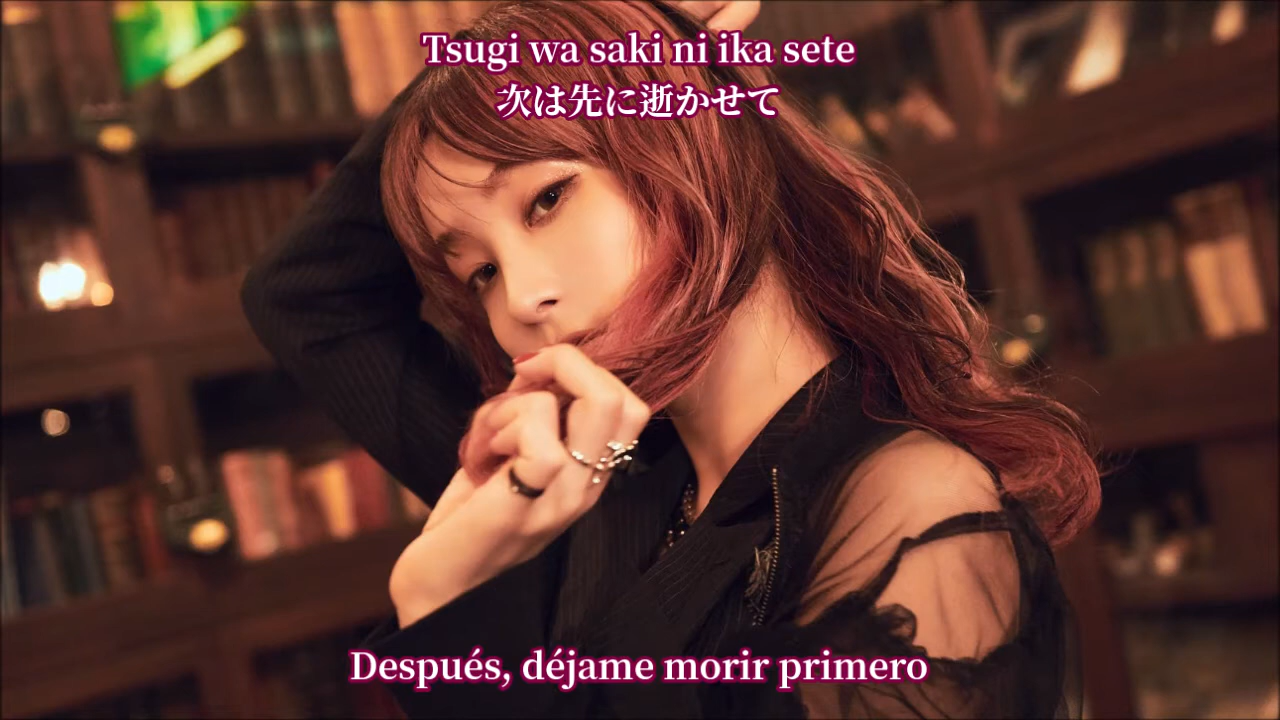 Tsugi wa saki ni ika sete
次は先に逝かせて
Después, déjame morir primero